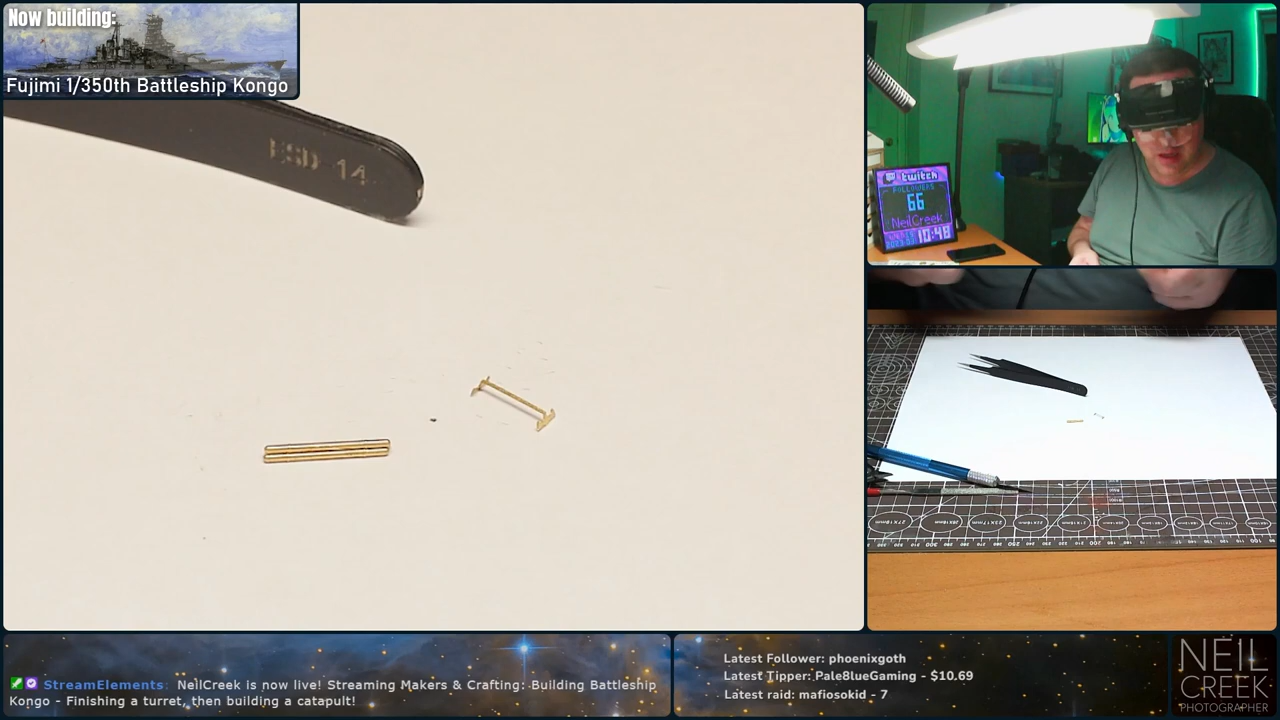 Now building:
Fujimi 1/350th Battleship Kongo
ESD-14
twitch
FOLLOWERS
66
NeilCreek
10:48
StreamElements: NeilCreek is now live! Streaming Makers & Crafting: Building Battleship
Kongo - Finishing a turret, then building a catapult!
Latest Follower: phoenixgoth
Latest Tipper: PaleBlueGaming - $10.69
Latest raid: mafiosokid - 7
NEIL
CREEK
PHOTOGRAPHER